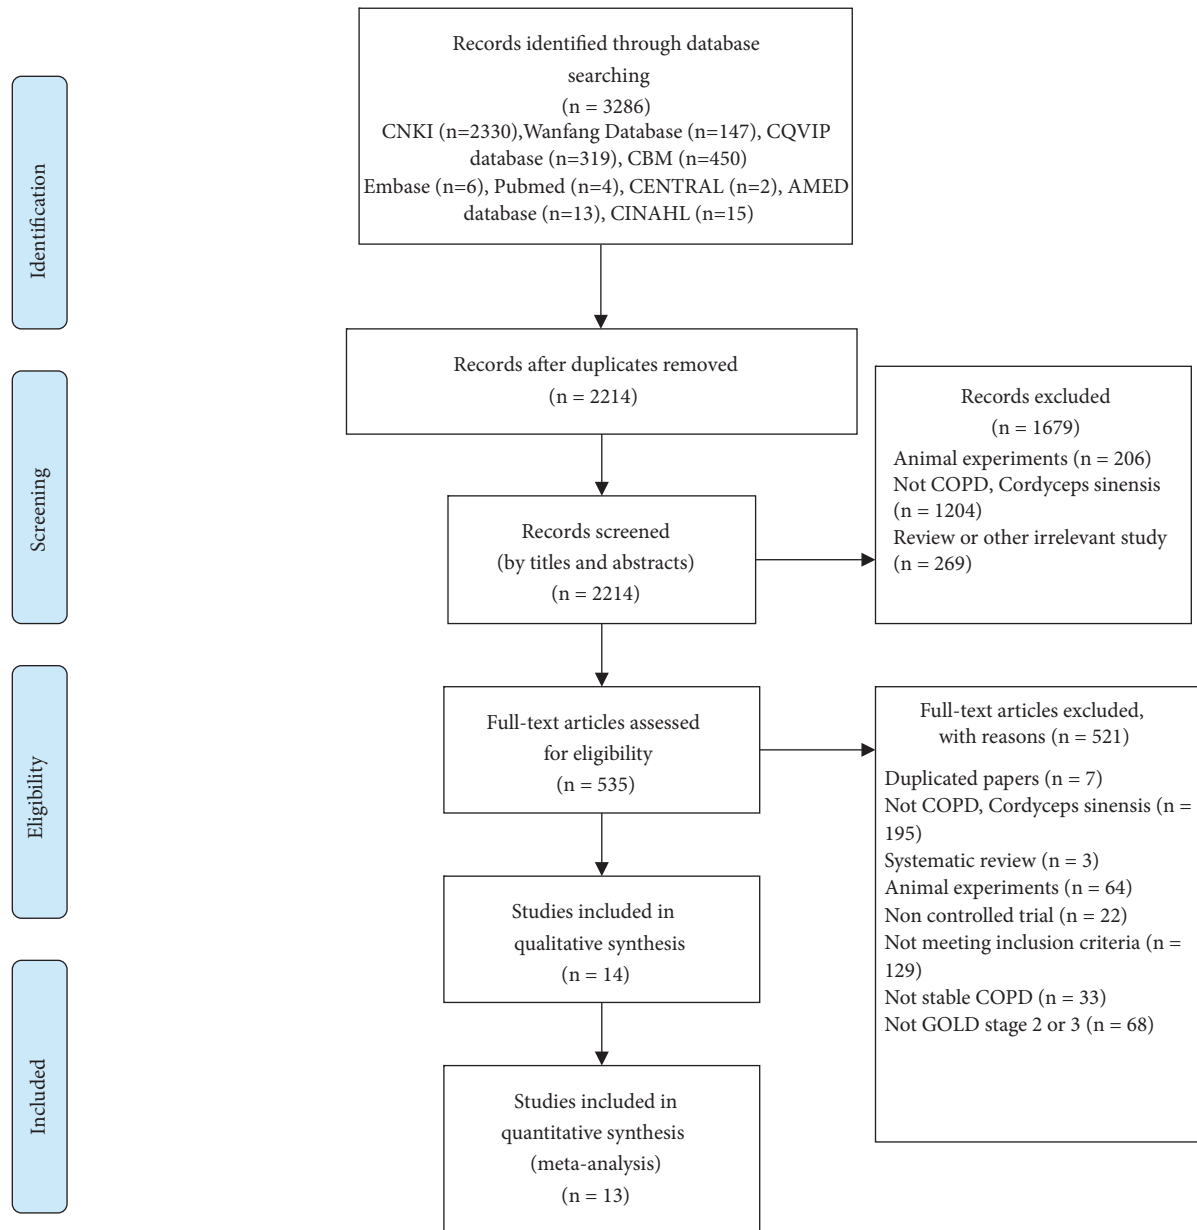 Identification
Records identified through database
searching
(n = 3286)
CNKI (n=2330),Wanfang Database (n=147), CQVIP
database (n=319), CBM (n=450)
Embase (n=6), Pubmed (n=4), CENTRAL (n=2), AMED
database (n=13), CINAHL (n=15)
Screening
Records after duplicates removed
(n = 2214)
Records screened
(by titles and abstracts)
(n = 2214)
Records excluded
(n = 1679)
Animal experiments (n = 206)
Not COPD, Cordyceps sinensis
(n = 1204)
Review or other irrelevant study
(n = 269)
Eligibility
Full-text articles assessed
for eligibility
(n = 535)
Full-text articles excluded,
with reasons (n = 521)
Duplicated papers (n = 7)
Not COPD, Cordyceps sinensis (n =
195)
Systematic review (n = 3)
Animal experiments (n = 64)
Non controlled trial (n = 22)
Not meeting inclusion criteria (n =
129)
Not stable COPD (n = 33)
Not GOLD stage 2 or 3 (n = 68)
Studies included in
qualitative synthesis
(n = 14)
Included
Studies included in
quantitative synthesis
(meta-analysis)
(n = 13)